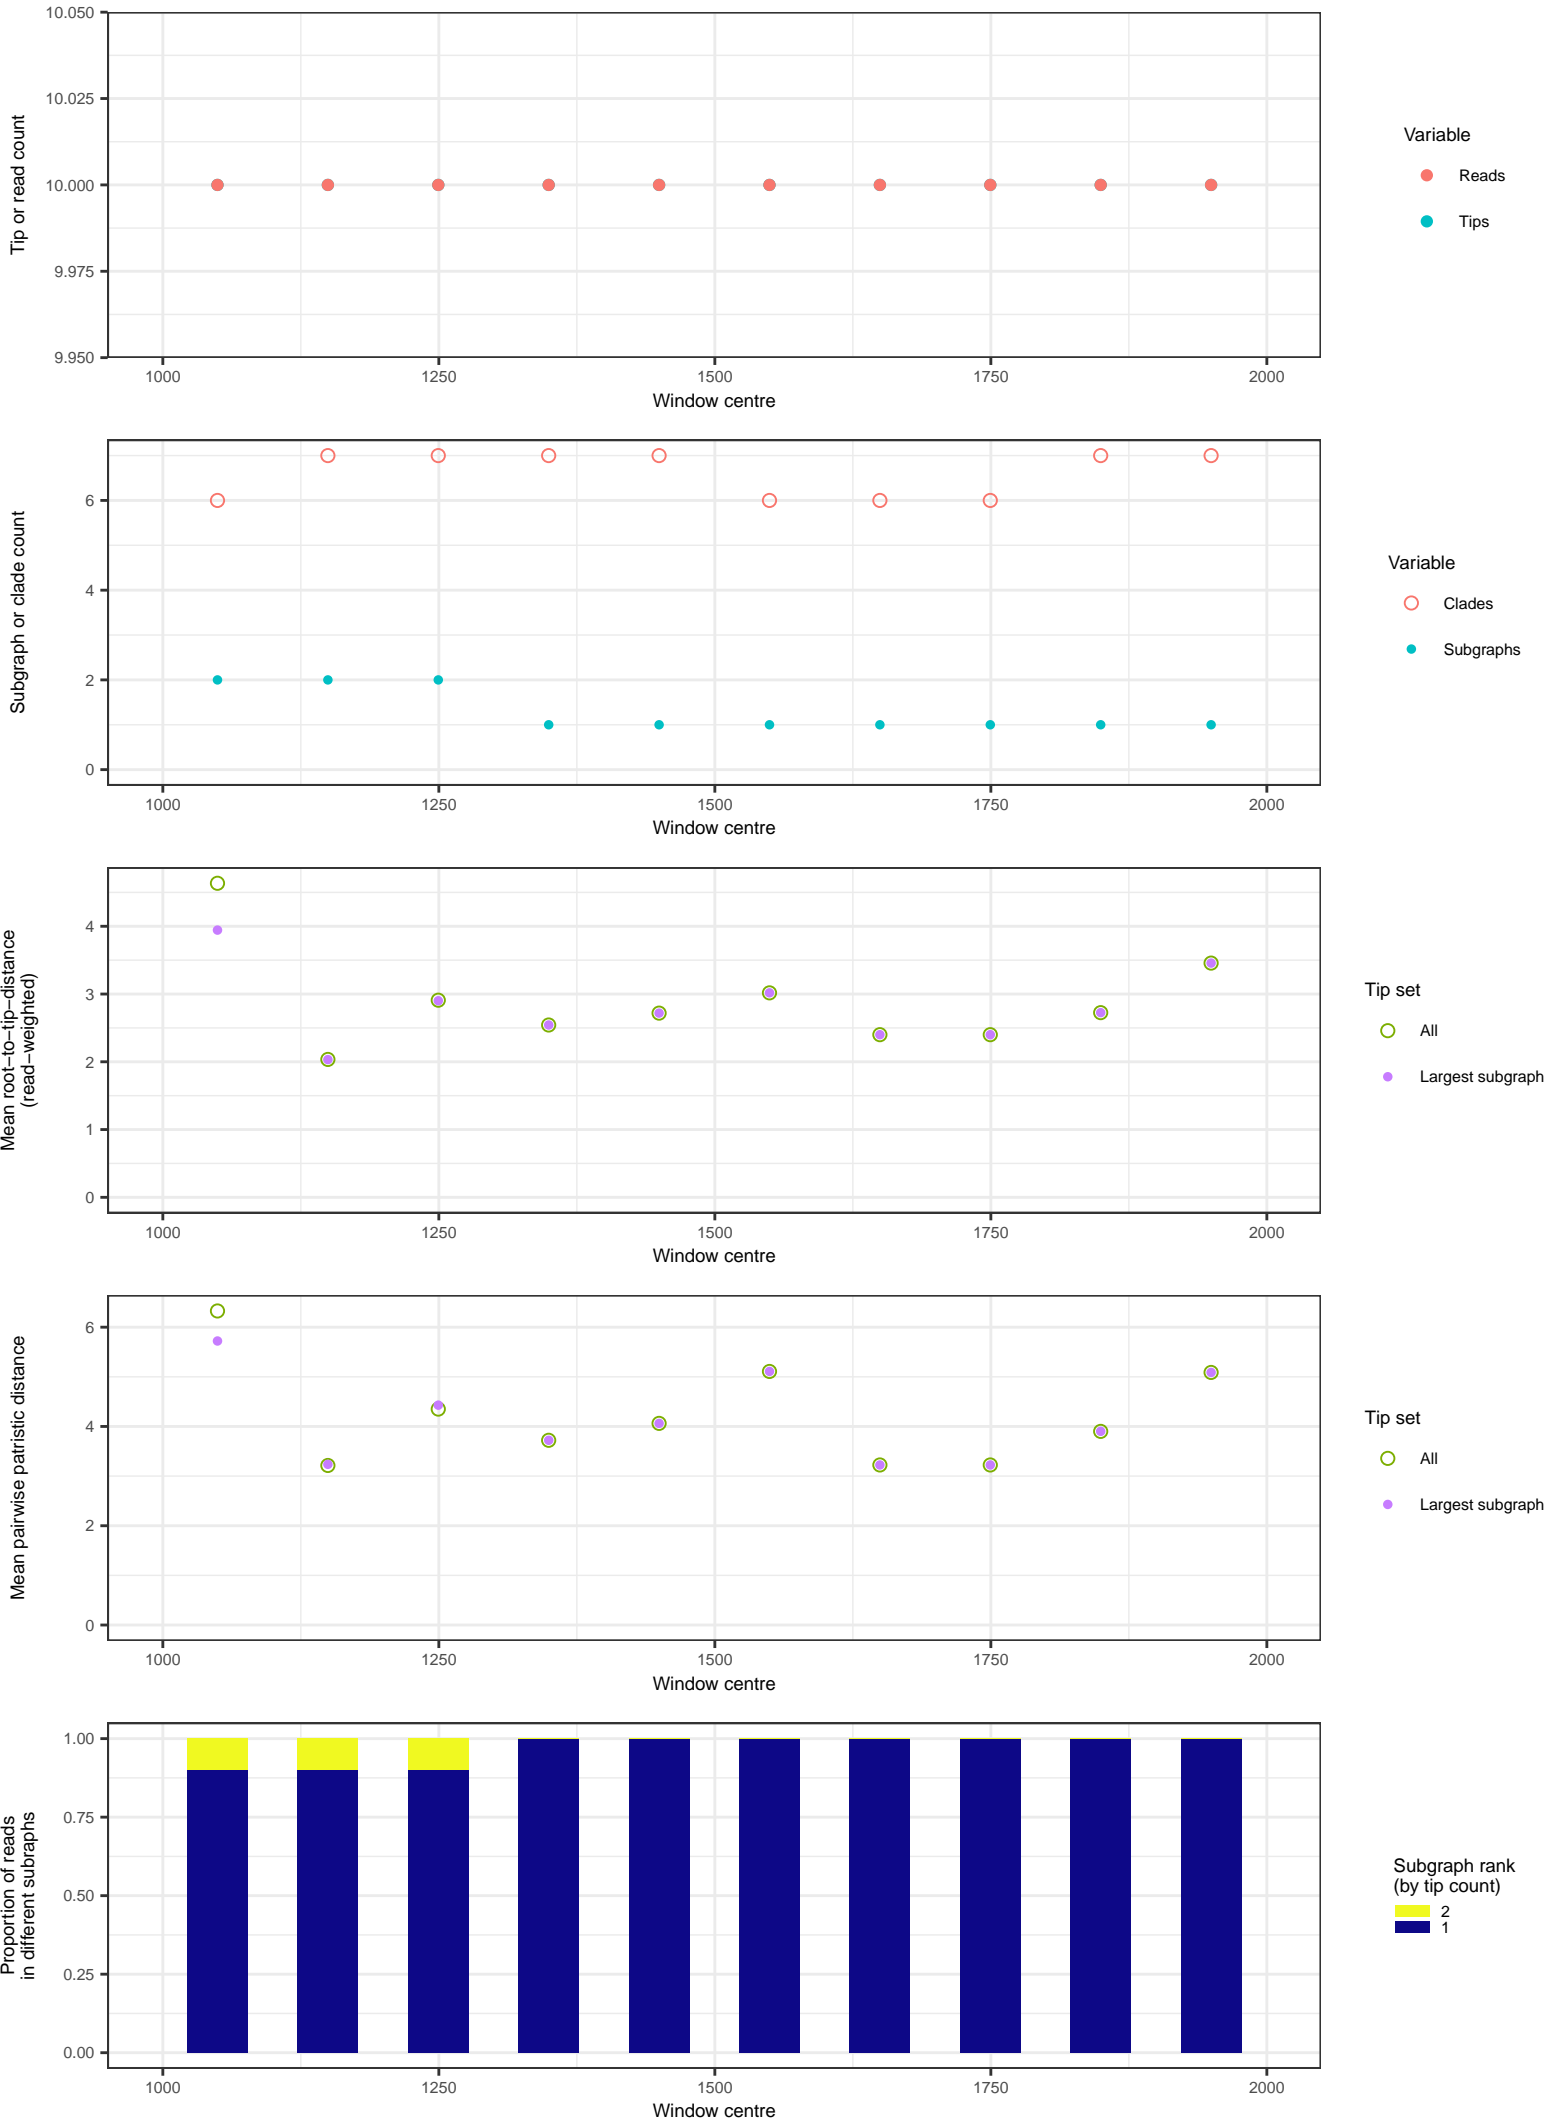 10.050
10.025
10.000
9.975
9.950
Tip or read count
1000 1250 1500 1750 2000
Window centre
Variable
Reads
Tips
6
4
2
0
Subgraph or clade count
1000 1250 1500 1750 2000
Window centre
Variable
Clades
Subgraphs
4
3
2
1
0
Mean root−to−tip−distance
(read−weighted)
1000 1250 1500 1750 2000
Window centre
Tip set
All
Largest subgraph
6
4
2
0
Mean pairwise patristic distance
1000 1250 1500 1750 2000
Window centre
Tip set
All
Largest subgraph
1.00
0.75
0.50
0.25
0.00
Proportion of reads
in different subraphs
1000 1250 1500 1750 2000
Window centre
Subgraph rank
(by tip count)
2
1